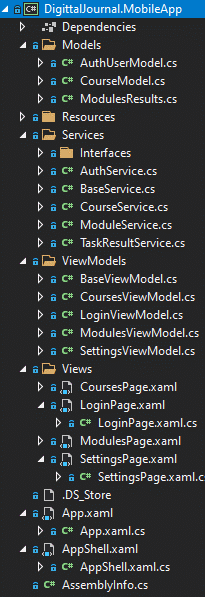 DigittalJournal.MobileApp
Dependencies
Models
C# AuthUserModel.cs
C# CourseModel.cs
C# ModulesResults.cs
Resources
Services
Interfaces
C# AuthService.cs
C# BaseService.cs
C# CourseService.cs
C# ModuleService.cs
C# TaskResultService.cs
ViewModels
C# BaseViewModel.cs
C# CoursesViewModel.cs
C# LoginViewModel.cs
C# ModulesViewModel.cs
C# SettingsViewModel.cs
Views
CoursesPage.xaml
LoginPage.xaml
C# LoginPage.xaml.cs
ModulesPage.xaml
SettingsPage.xaml
C# SettingsPage.xaml.c
.DS_Store
App.xaml
C# App.xaml.cs
AppShell.xaml
C# AppShell.xaml.cs
C# AssemblyInfo.cs